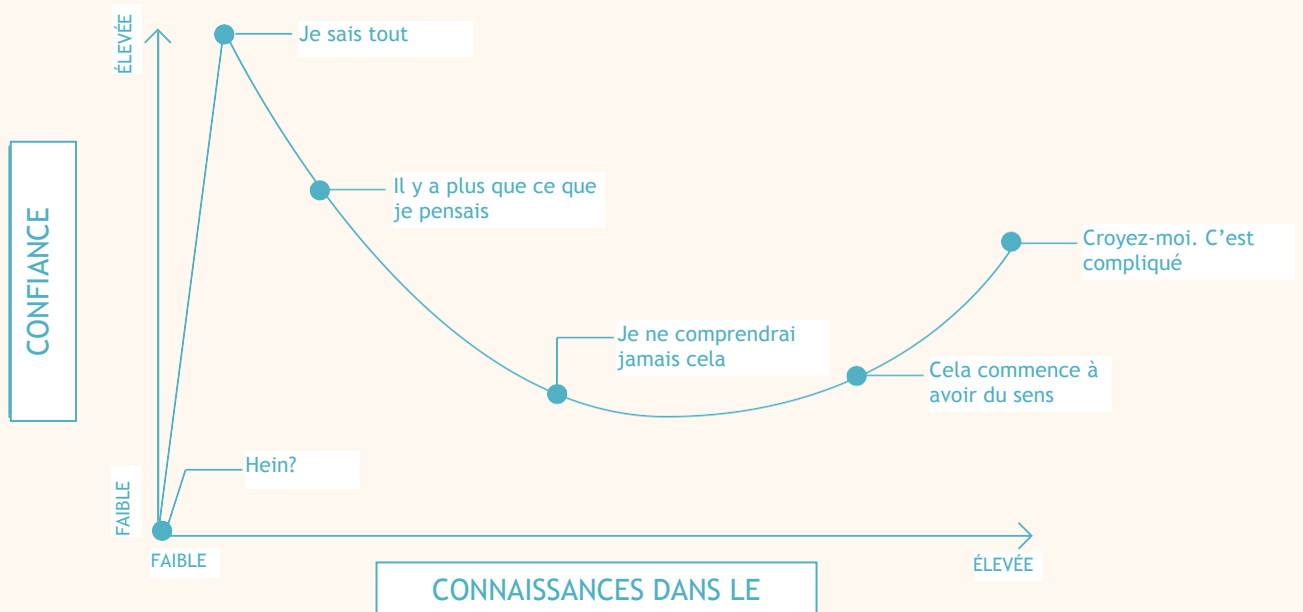 ÉLEVÉE
Je sais tout
Il y a plus que ce que
je pensais
CONFIANCE
Croyez-moi. C'est
compliqué
Je ne comprendrai
jamais cela
Cela commence à
avoir du sens
Hein?
FAIBLE
FAIBLE
ÉLEVÉE
CONNAISSANCES DANS LE